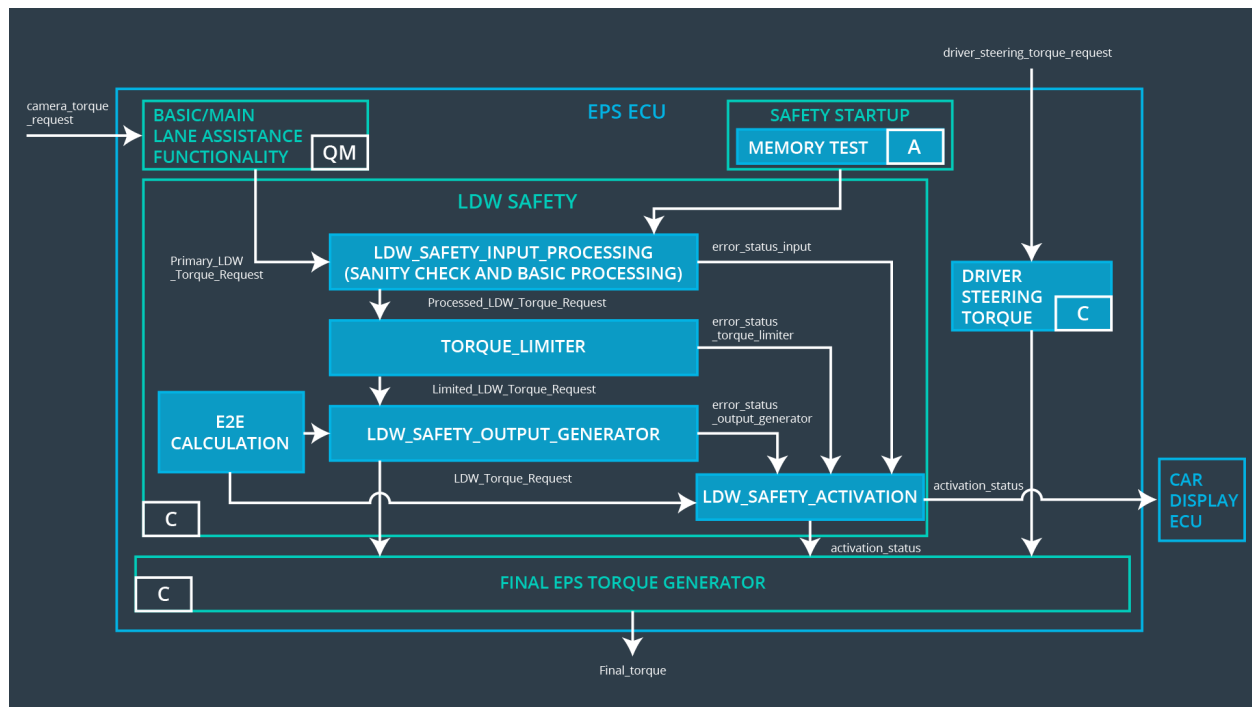 driver_steering_torque_request
camera_torque
_request
EPS ECU
BASIC/MAIN
LANE ASSISTANCE
FUNCTIONALITY
QM
SAFETY STARTUP
MEMORY TEST
A
LDW SAFETY
Primary_LDW
_Torque_Request
LDW_SAFETY_INPUT_PROCESSING
(SANITY CHECK AND BASIC PROCESSING)
error_status_input
DRIVER
STEERING
TORQUE
C
Processed_LDW_Torque_Request
TORQUE_LIMITER
error_status
_torque_limiter
Limited_LDW_Torque_Request
E2E
CALCULATION
LDW_SAFETY_OUTPUT_GENERATOR
error_status
_output_generator
LDW_Torque_Request
LDW_SAFETY_ACTIVATION
activation_status
CAR
DISPLAY
ECU
C
activation_status
FINAL EPS TORQUE GENERATOR
C
Final_torque